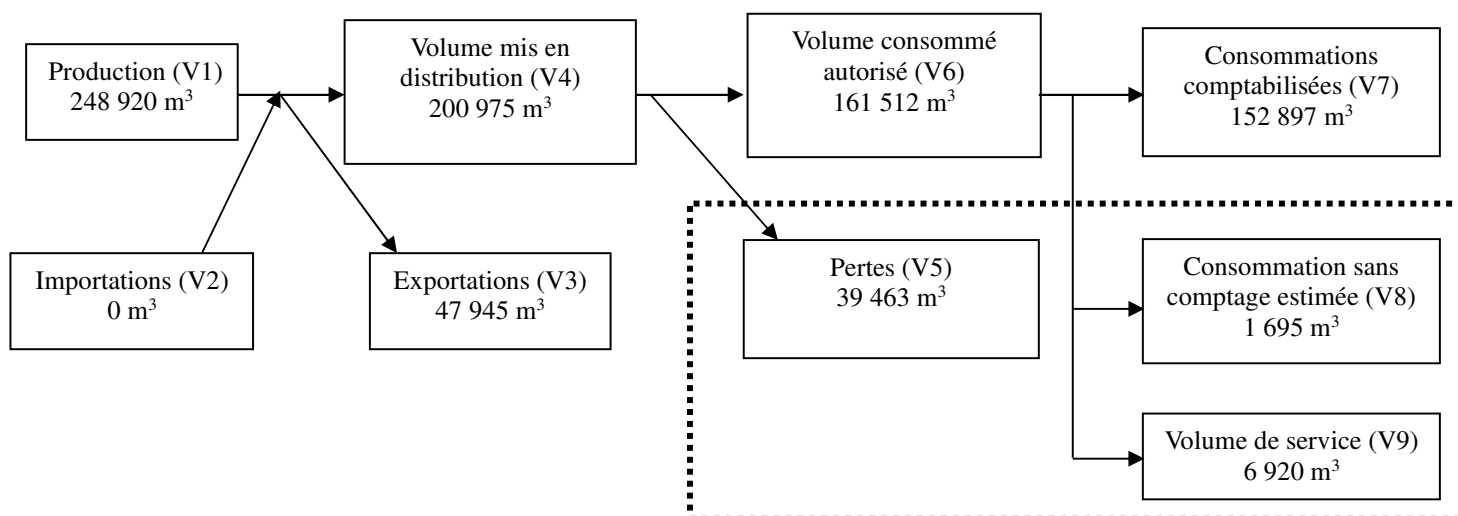 Production (V1)
248 920 m³
Volume mis en
distribution (V4)
200 975 m³
Volume consommé
autorisé (V6)
161 512 m³
Consommations
comptabilisées (V7)
152 897 m³
Importations (V2)
0 m³
Exportations (V3)
47 945 m³
Pertes (V5)
39 463 m³
Consommation sans
comptage estimée (V8)
1 695 m³
Volume de service (V9)
6 920 m³